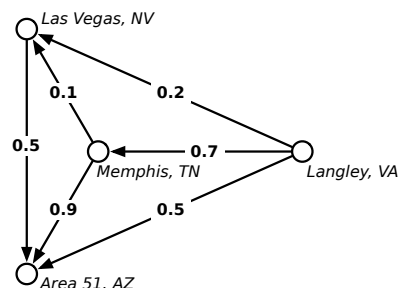 Las Vegas, NV
0.1
0.2
0.5
0.7
Memphis, TN
Langley, VA
0.9
0.5
Area 51, AZ